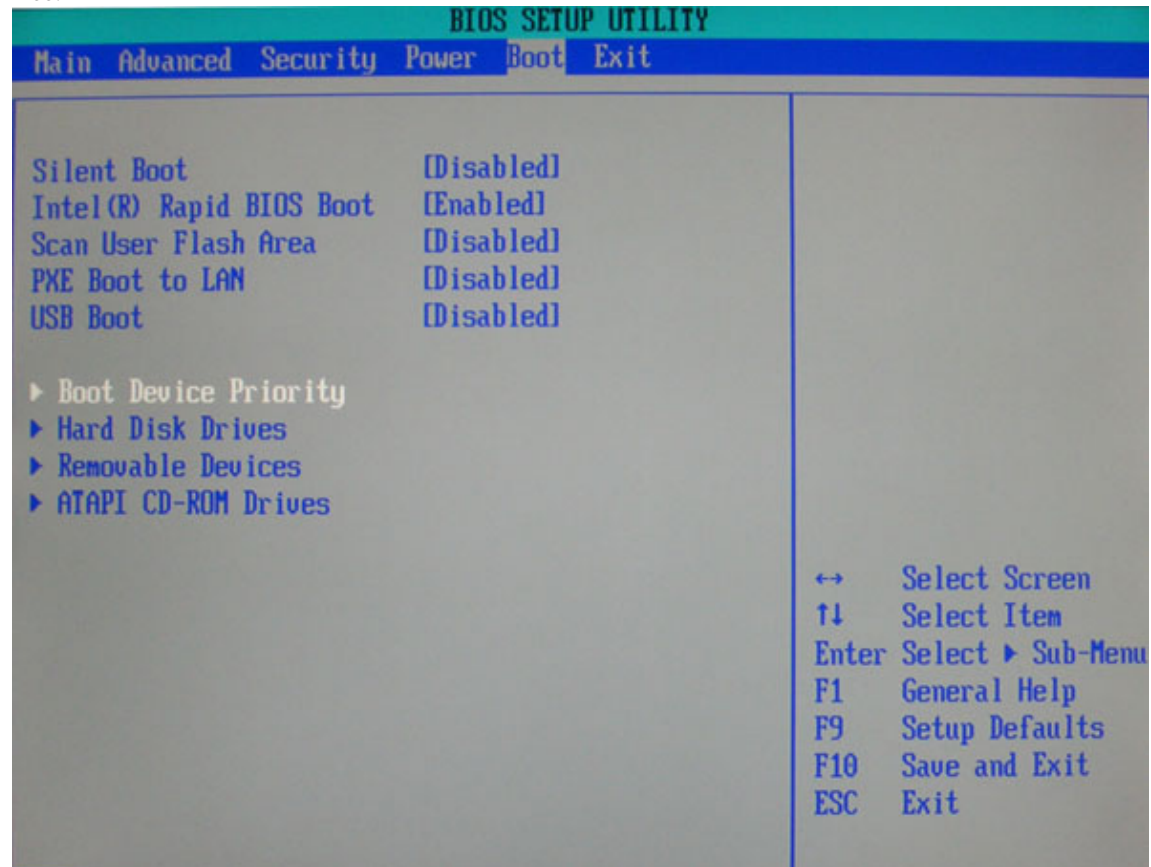 BIOS SETUP UTILITY
Main Advanced Security Power Boot Exit
Silent Boot [Disabled]
Intel(R) Rapid BIOS Boot [Enabled]
Scan User Flash Area [Disabled]
PXE Boot to LAN [Disabled]
USB Boot [Disabled]
▶ Boot Device Priority
▶ Hard Disk Drives
▶ Removable Devices
▶ ATAPI CD-ROM Drives
↔ Select Screen
↑↓ Select Item
Enter Select ▶ Sub-Menu
F1 General Help
F9 Setup Defaults
F10 Save and Exit
ESC Exit